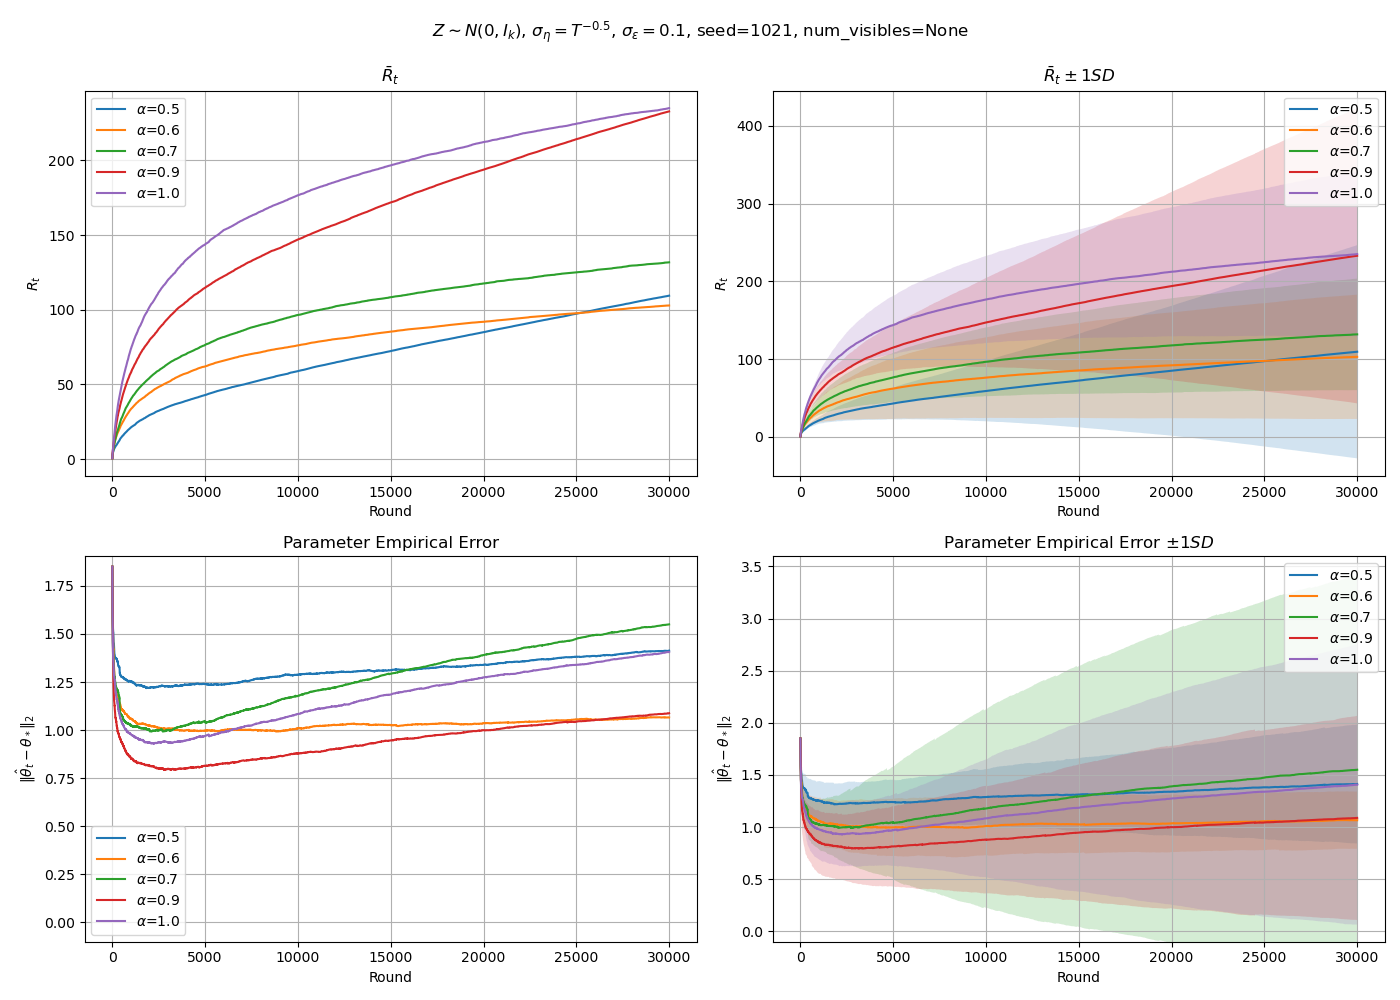 Z ~ N(0, I_k), σ_η = T^{-0.5}, σ_ε = 0.1, seed=1021, num_visibles=None
R̄_t
R_t
200
150
100
50
0
α=0.5
α=0.6
α=0.7
α=0.9
α=1.0
0 5000 10000 15000 20000 25000 30000
Round
R̄_t ± 1SD
R_t
400
300
200
100
0
α=0.5
α=0.6
α=0.7
α=0.9
α=1.0
0 5000 10000 15000 20000 25000 30000
Round
Parameter Empirical Error
‖θ̂_t − θ_*‖_2
1.75
1.50
1.25
1.00
0.75
0.50
0.25
0.00
α=0.5
α=0.6
α=0.7
α=0.9
α=1.0
0 5000 10000 15000 20000 25000 30000
Round
Parameter Empirical Error ±1SD
‖θ̂_t − θ_*‖_2
3.5
3.0
2.5
2.0
1.5
1.0
0.5
0.0
α=0.5
α=0.6
α=0.7
α=0.9
α=1.0
0 5000 10000 15000 20000 25000 30000
Round